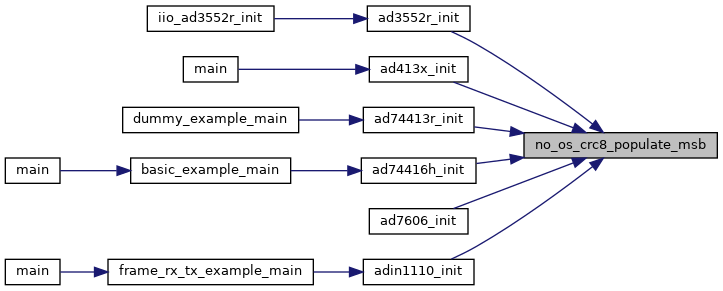 iio_ad3552r_init
ad3552r_init
main
ad413x_init
dummy_example_main
ad74413r_init
no_os_crc8_populate_msb
main
basic_example_main
ad74416h_init
ad7606_init
main
frame_rx_tx_example_main
adin1110_init